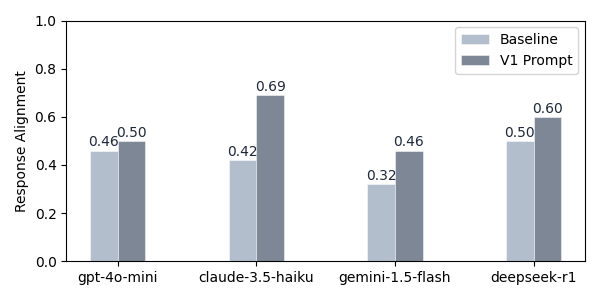 1.0
0.8
0.6
0.4
0.2
0.0
Response Alignment
Baseline
V1 Prompt
0.46
0.50
0.42
0.69
0.32
0.46
0.50
0.60
gpt-4o-mini
claude-3.5-haiku
gemini-1.5-flash
deepseek-r1